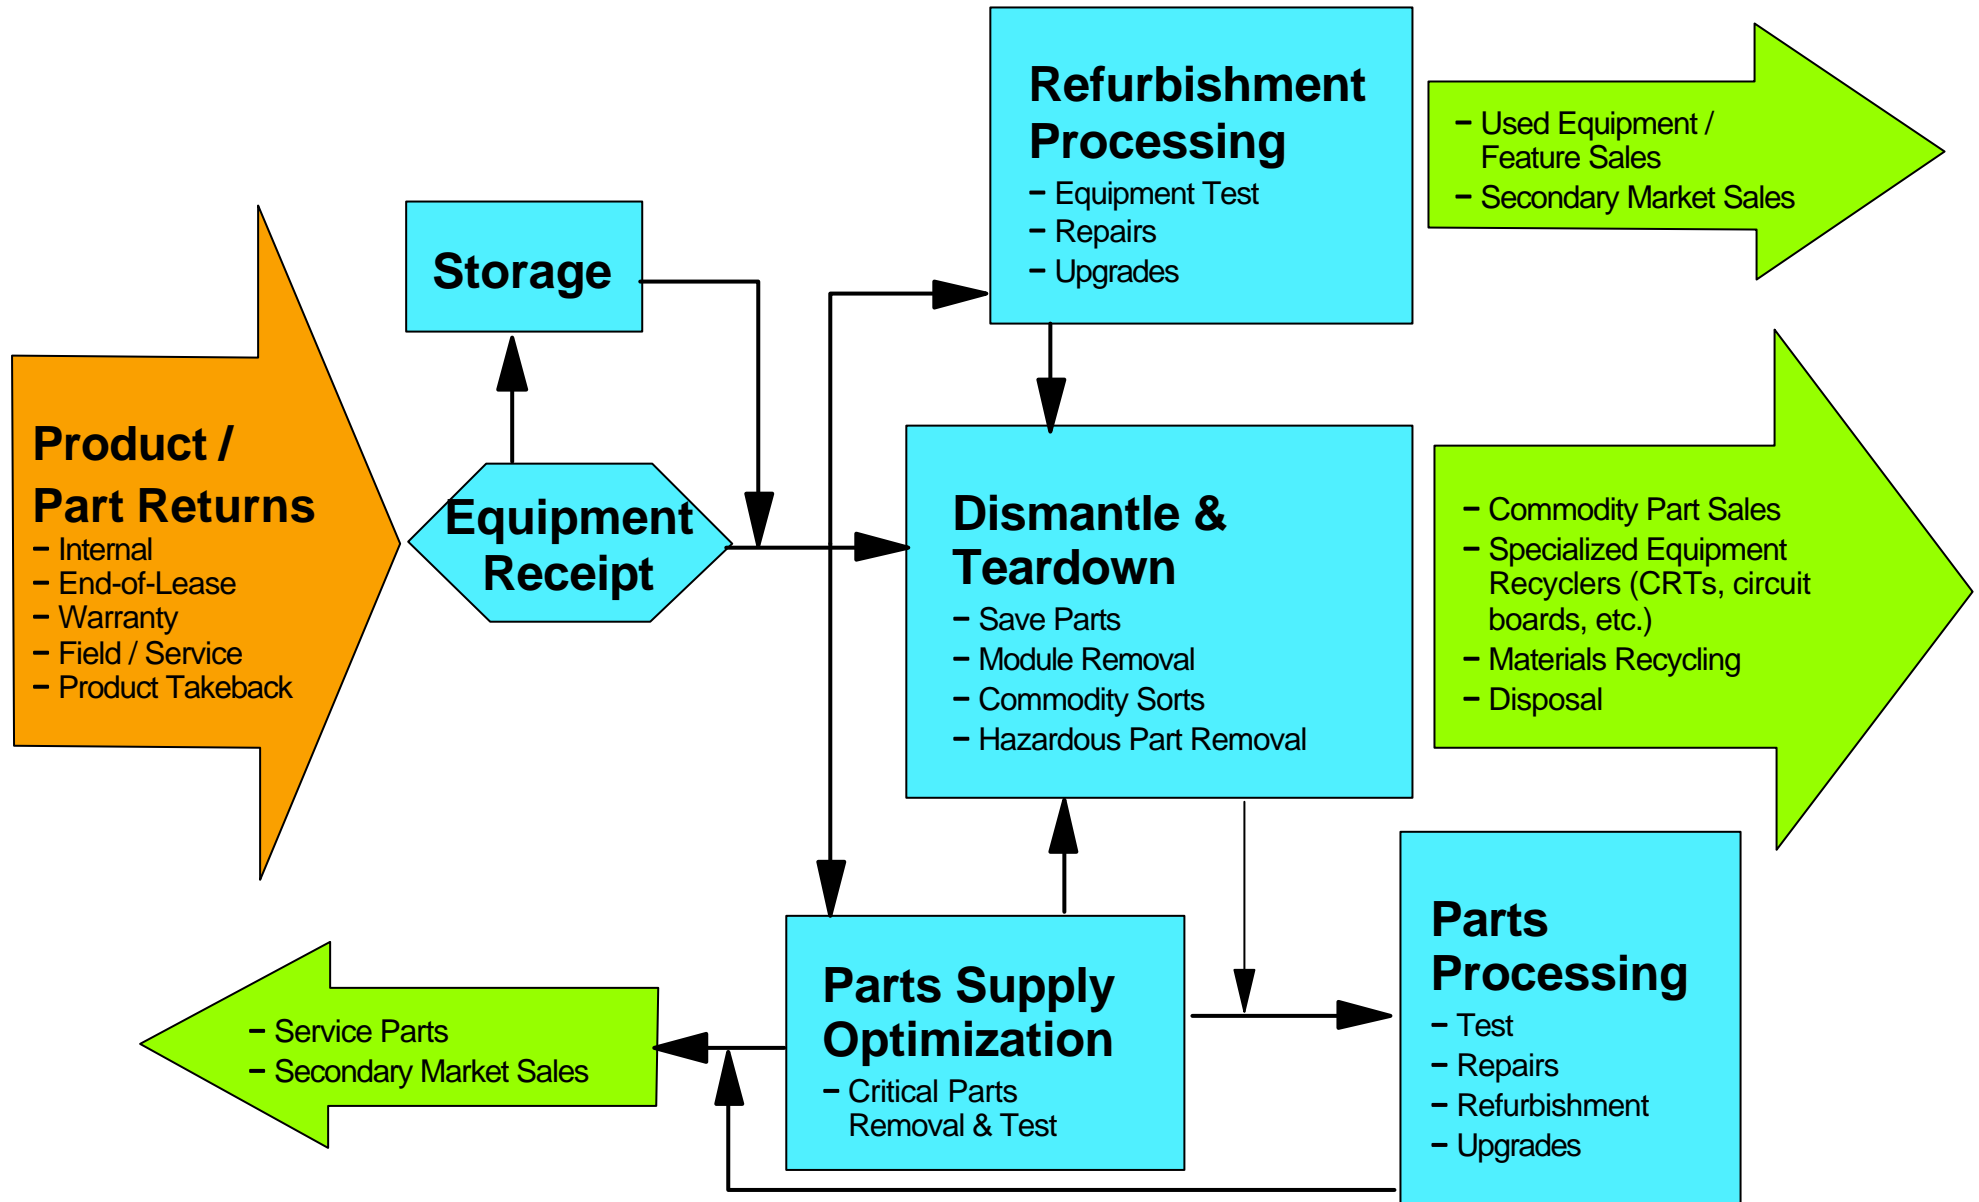 Product /
Part Returns
– Internal
– End-of-Lease
– Warranty
– Field / Service
– Product Takeback
Storage
Equipment
Receipt
Refurbishment
Processing
– Equipment Test
– Repairs
– Upgrades
– Used Equipment /
Feature Sales
– Secondary Market Sales
Dismantle &
Teardown
– Save Parts
– Module Removal
– Commodity Sorts
– Hazardous Part Removal
– Commodity Part Sales
– Specialized Equipment
Recyclers (CRTs, circuit
boards, etc.)
– Materials Recycling
– Disposal
– Service Parts
– Secondary Market Sales
Parts Supply
Optimization
– Critical Parts
Removal & Test
Parts
Processing
– Test
– Repairs
– Refurbishment
– Upgrades